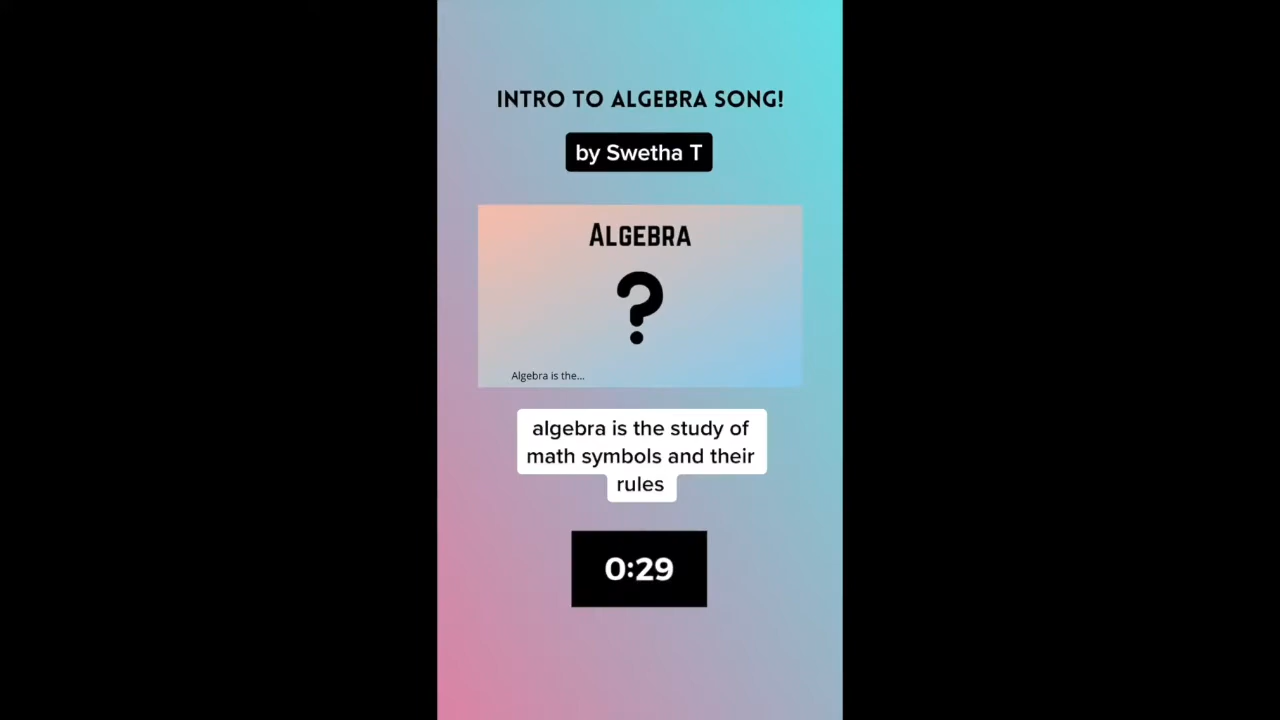 INTRO TO ALGEBRA SONG!
by Swetha T
ALGEBRA
?
Algebra is the...
algebra is the study of
math symbols and their
rules
0:29